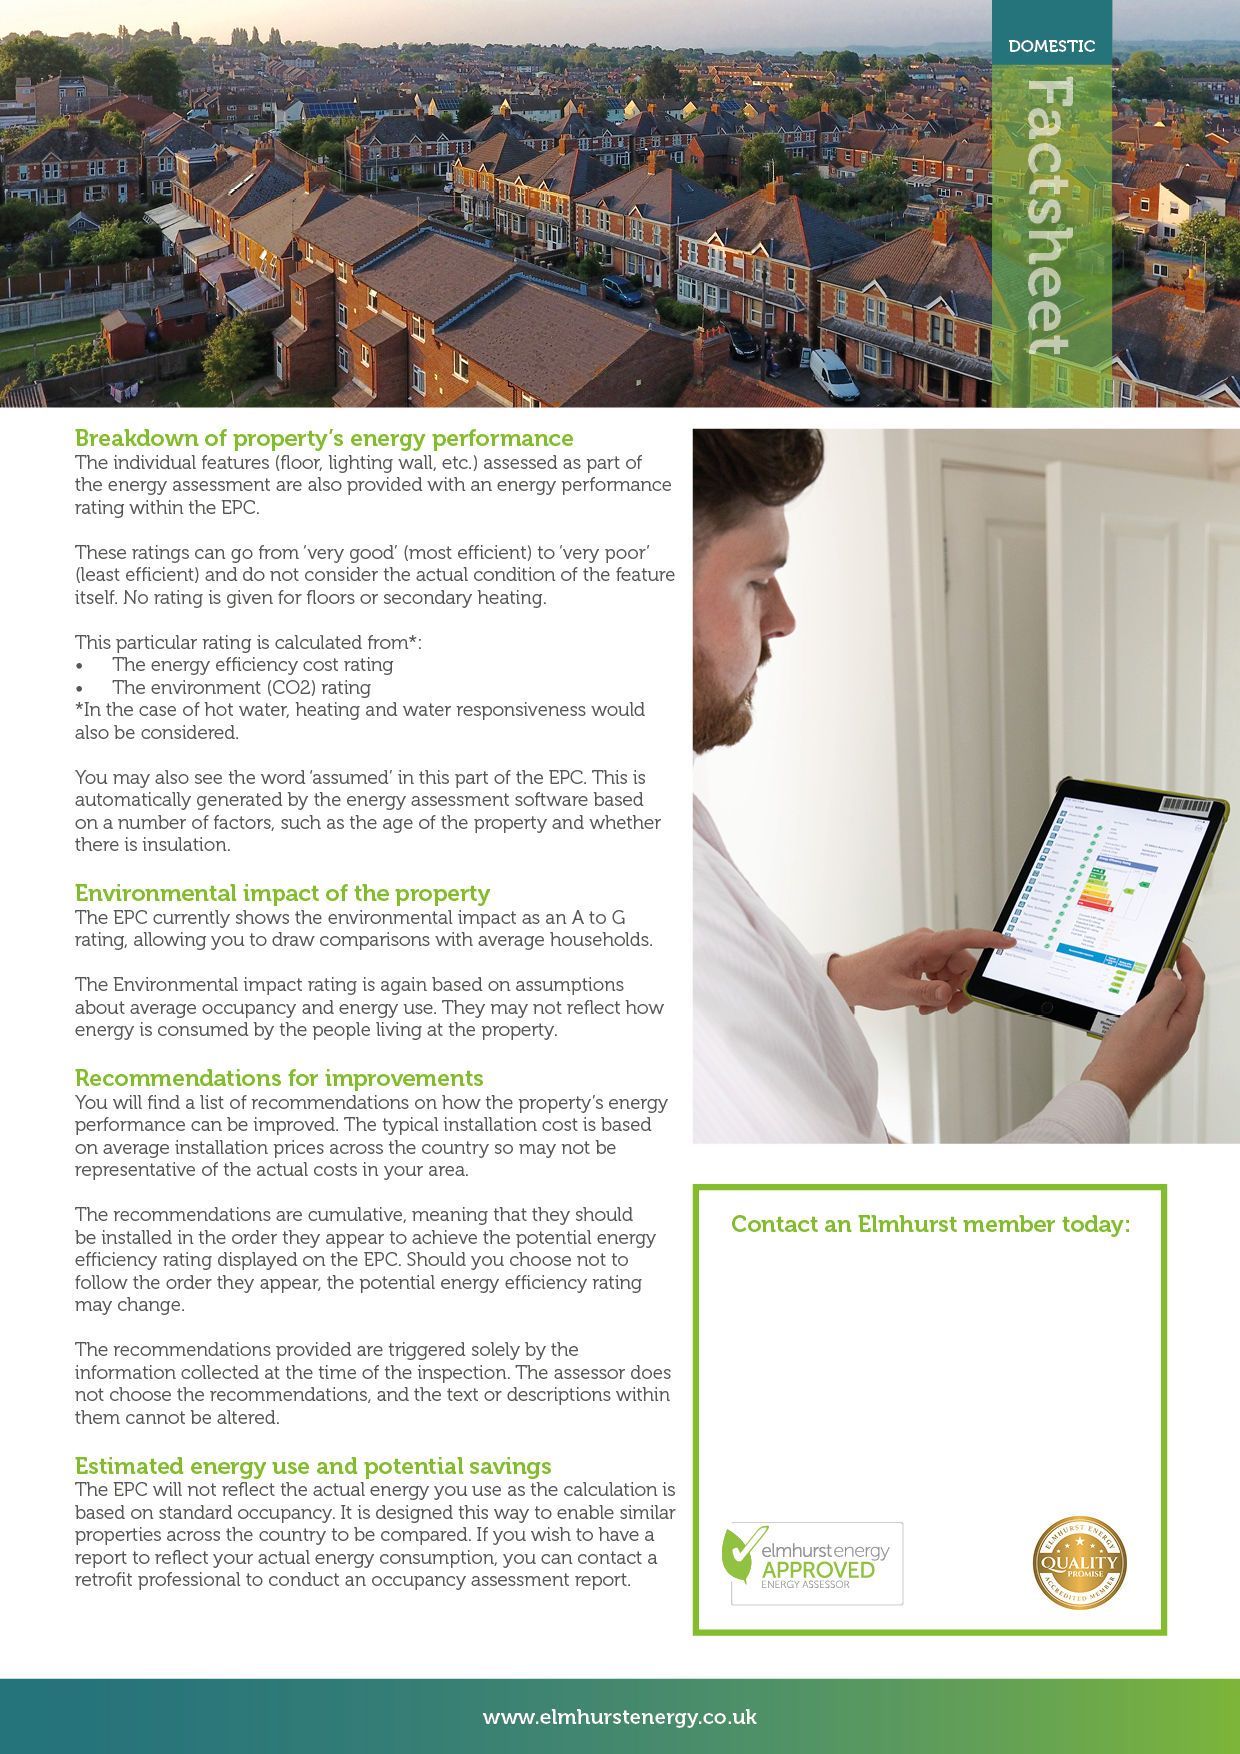 DOMESTIC
Factsheet
Breakdown of property's energy performance
The individual features (floor, lighting wall, etc.) assessed as part of
the energy assessment are also provided with an energy performance
rating within the EPC.
These ratings can go from 'very good' (most efficient) to 'very poor'
(least efficient) and do not consider the actual condition of the feature
itself. No rating is given for floors or secondary heating.
This particular rating is calculated from*:
• The energy efficiency cost rating
• The environment (CO2) rating
*In the case of hot water, heating and water responsiveness would
also be considered.
You may also see the word 'assumed' in this part of the EPC. This is
automatically generated by the energy assessment software based
on a number of factors, such as the age of the property and whether
there is insulation.
Environmental impact of the property
The EPC currently shows the environmental impact as an A to G
rating, allowing you to draw comparisons with average households.
The Environmental impact rating is again based on assumptions
about average occupancy and energy use. They may not reflect how
energy is consumed by the people living at the property.
Recommendations for improvements
You will find a list of recommendations on how the property's energy
performance can be improved. The typical installation cost is based
on average installation prices across the country so may not be
representative of the actual costs in your area.
The recommendations are cumulative, meaning that they should
be installed in the order they appear to achieve the potential energy
efficiency rating displayed on the EPC. Should you choose not to
follow the order they appear, the potential energy efficiency rating
may change.
The recommendations provided are triggered solely by the
information collected at the time of the inspection. The assessor does
not choose the recommendations, and the text or descriptions within
them cannot be altered.
Estimated energy use and potential savings
The EPC will not reflect the actual energy you use as the calculation is
based on standard occupancy. It is designed this way to enable similar
properties across the country to be compared. If you wish to have a
report to reflect your actual energy consumption, you can contact a
retrofit professional to conduct an occupancy assessment report.
Contact an Elmhurst member today:
elmhurst energy
APPROVED
ENERGY ASSESSOR
ELMHURST ENERGY
QUALITY
PROMISE
ACCREDITED MEMBER
www.elmhurstenergy.co.uk